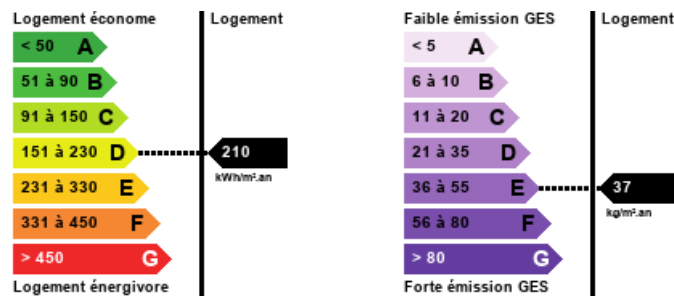 Logement économe
Logement
< 50 A
51 à 90 B
91 à 150 C
151 à 230 D
210
kWh/m².an
231 à 330 E
331 à 450 F
> 450 G
Logement énergivore
Faible émission GES
Logement
< 5 A
6 à 10 B
11 à 20 C
21 à 35 D
36 à 55 E
37
kg/m².an
56 à 80 F
> 80 G
Forte émission GES